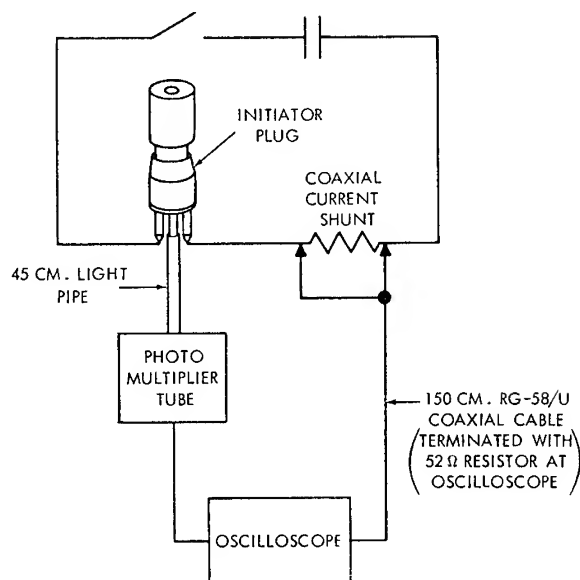 INITIATOR
PLUG
COAXIAL
CURRENT
SHUNT
45 CM. LIGHT
PIPE
PHOTO
MULTIPLIER
TUBE
150 CM. RG-58/U
COAXIAL CABLE
(TERMINATED WITH
52 Ω RESISTOR AT
OSCILLOSCOPE)
OSCILLOSCOPE